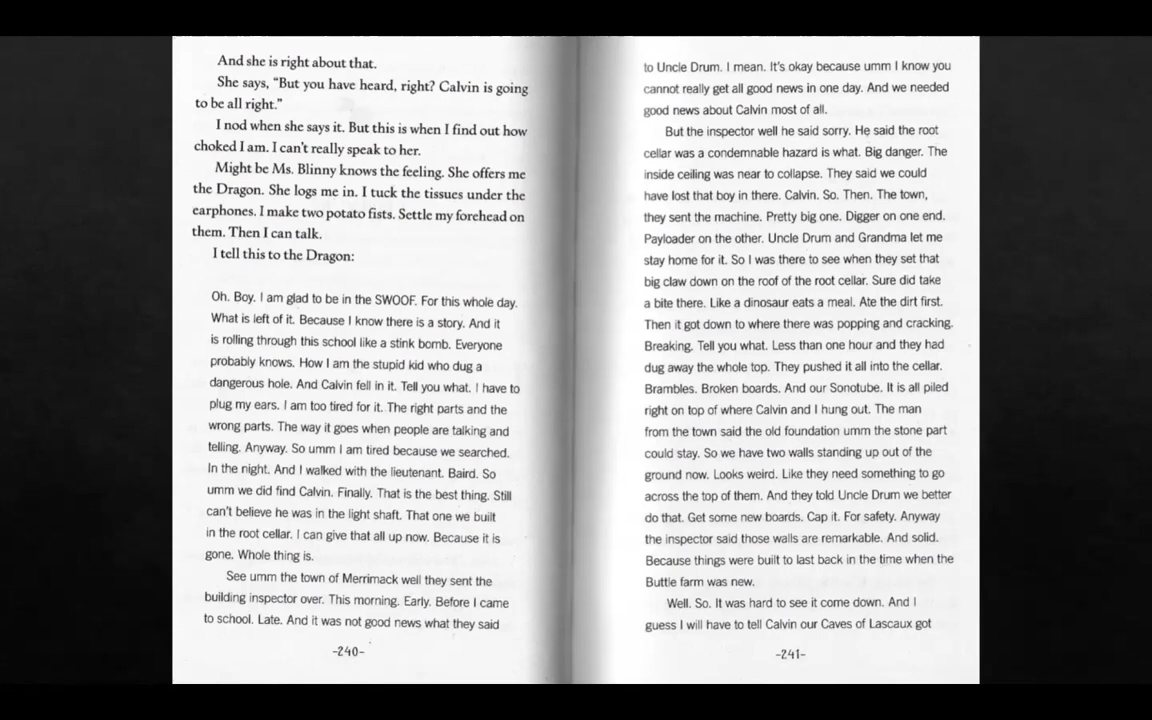 And she is right about that.
She says, "But you have heard, right? Calvin is going
to be all right."
I nod when she says it. But this is when I find out how
choked I am. I can't really speak to her.
Might be Ms. Blinny knows the feeling. She offers me
the Dragon. She logs me in. I tuck the tissues under the
earphones. I make two potato fists. Settle my forehead on
them. Then I can talk.
I tell this to the Dragon:
Oh. Boy. I am glad to be in the SWOOF. For this whole day.
What is left of it. Because I know there is a story. And it
is rolling through this school like a stink bomb. Everyone
probably knows. How I am the stupid kid who dug a
dangerous hole. And Calvin fell in it. Tell you what. I have to
plug my ears. I am too tired for it. The right parts and the
wrong parts. The way it goes when people are talking and
telling. Anyway. So umm I am tired because we searched.
In the night. And I walked with the lieutenant. Baird. So
umm we did find Calvin. Finally. That is the best thing. Still
can't believe he was in the light shaft. That one we built
in the root cellar. I can give that all up now. Because it is
gone. Whole thing is.
See umm the town of Merrimack well they sent the
building inspector over. This morning. Early. Before I came
to school. Late. And it was not good news what they said
-240-
to Uncle Drum. I mean. It's okay because umm I know you
cannot really get all good news in one day. And we needed
good news about Calvin most of all.
But the inspector well he said sorry. He said the root
cellar was a condemnable hazard is what. Big danger. The
inside ceiling was near to collapse. They said we could
have lost that boy in there. Calvin. So. Then. The town,
they sent the machine. Pretty big one. Digger on one end.
Payloader on the other. Uncle Drum and Grandma let me
stay home for it. So I was there to see when they set that
big claw down on the roof of the root cellar. Sure did take
a bite there. Like a dinosaur eats a meal. Ate the dirt first.
Then it got down to where there was popping and cracking.
Breaking. Tell you what. Less than one hour and they had
dug away the whole top. They pushed it all into the cellar.
Brambles. Broken boards. And our Sonotube. It is all piled
right on top of where Calvin and I hung out. The man
from the town said the old foundation umm the stone part
could stay. So we have two walls standing up out of the
ground now. Looks weird. Like they need something to go
across the top of them. And they told Uncle Drum we better
do that. Get some new boards. Cap it. For safety. Anyway
the inspector said those walls are remarkable. And solid.
Because things were built to last back in the time when the
Buttle farm was new.
Well. So. It was hard to see it come down. And I
guess I will have to tell Calvin our Caves of Lascaux got
-241-